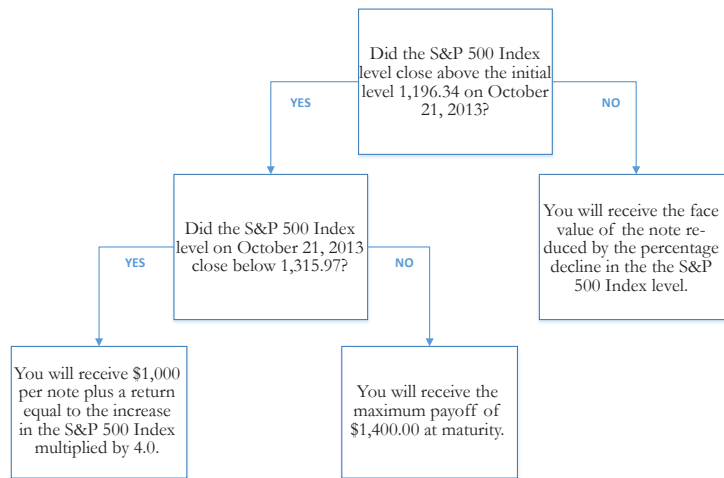 Did the S&P 500 Index
level close above the initial
level 1,196.34 on October
21, 2013?
YES
NO
Did the S&P 500 Index
level on October 21, 2013
close below 1,315.97?
You will receive the face
value of the note re-
duced by the percentage
decline in the the S&P
500 Index level.
YES
NO
You will receive $1,000
per note plus a return
equal to the increase
in the S&P 500 Index
multiplied by 4.0.
You will receive the
maximum payoff of
$1,400.00 at maturity.